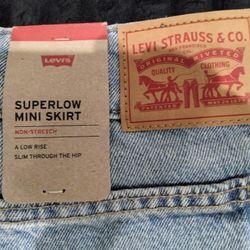 Levi's
SUPERLOW
MINI SKIRT
NON-STRETCH
A LOW RISE
SLIM THROUGH THE HIP
LEVI STRAUSS & CO.
SAN FRANCISCO
CAL
ORIGINAL RIVETED
QUALITY CLOTHING